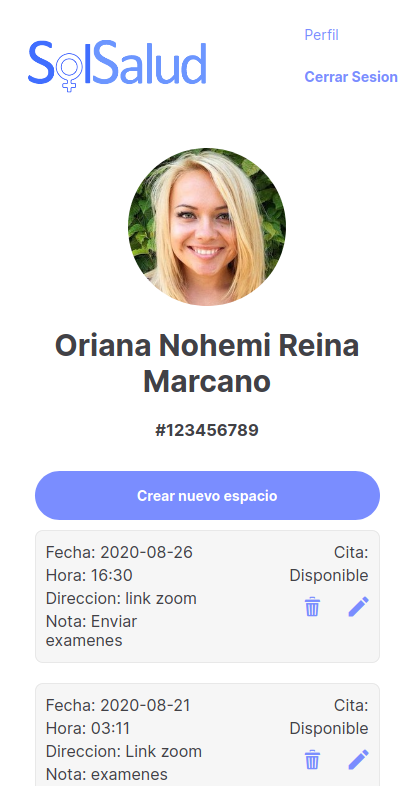 SolSalud
Perfil
Cerrar Sesion
Oriana Nohemi Reina
Marcano
#123456789
Crear nuevo espacio
Fecha: 2020-08-26
Cita:
Hora: 16:30
Disponible
Direccion: link zoom
Nota: Enviar
examenes
Fecha: 2020-08-21
Cita:
Hora: 03:11
Disponible
Direccion: Link zoom
Nota: examenes